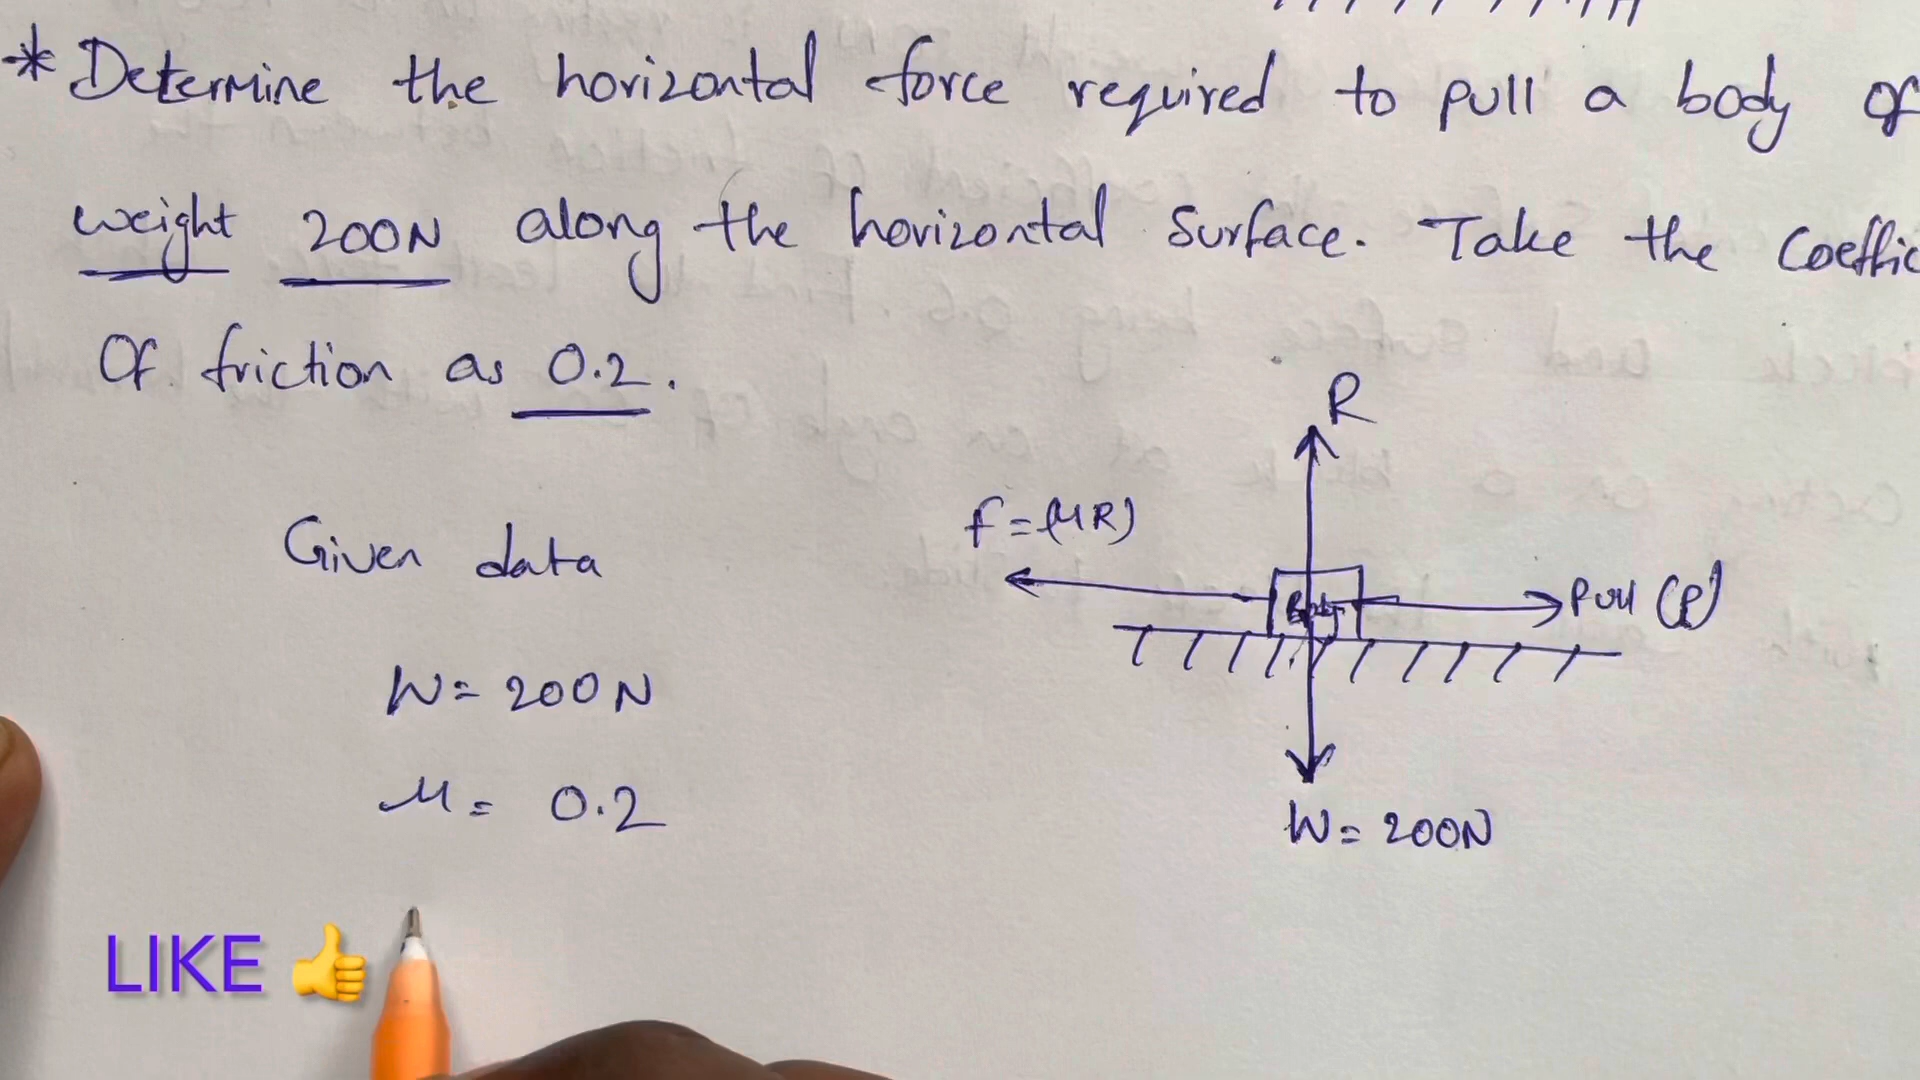 * Determine the horizontal force required to pull a body of
weight 200N along the horizontal surface. Take the Coeffic
Of friction as 0.2.
R
F = (μR)
Given data
Body
Pull (P)
W = 200N
μ = 0.2
W = 200N
LIKE 👍